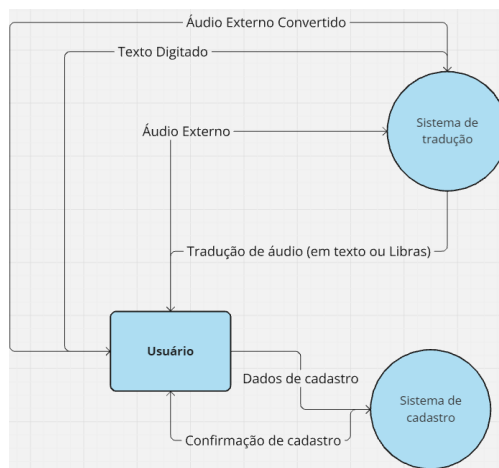 Áudio Externo Convertido
Texto Digitado
Sistema de
tradução
Áudio Externo
Tradução de áudio (em texto ou Libras)
Usuário
Dados de cadastro
Sistema de
cadastro
Confirmação de cadastro